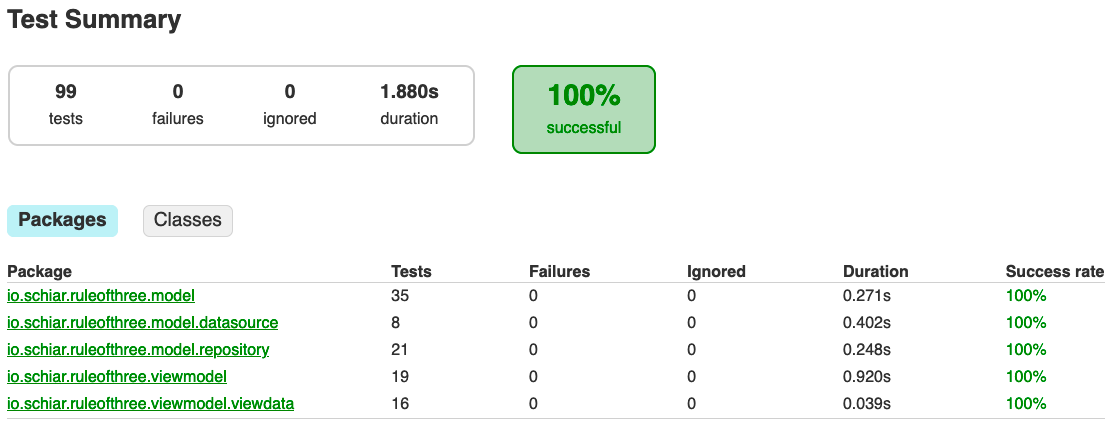 Test Summary
99 0 0 1.880s 100%
tests failures ignored duration successful
Packages Classes
Package Tests Failures Ignored Duration Success rate
io.schiar.ruleofthree.model 35 0 0 0.271s 100%
io.schiar.ruleofthree.model.datasource 8 0 0 0.402s 100%
io.schiar.ruleofthree.model.repository 21 0 0 0.248s 100%
io.schiar.ruleofthree.viewmodel 19 0 0 0.920s 100%
io.schiar.ruleofthree.viewmodel.viewdata 16 0 0 0.039s 100%